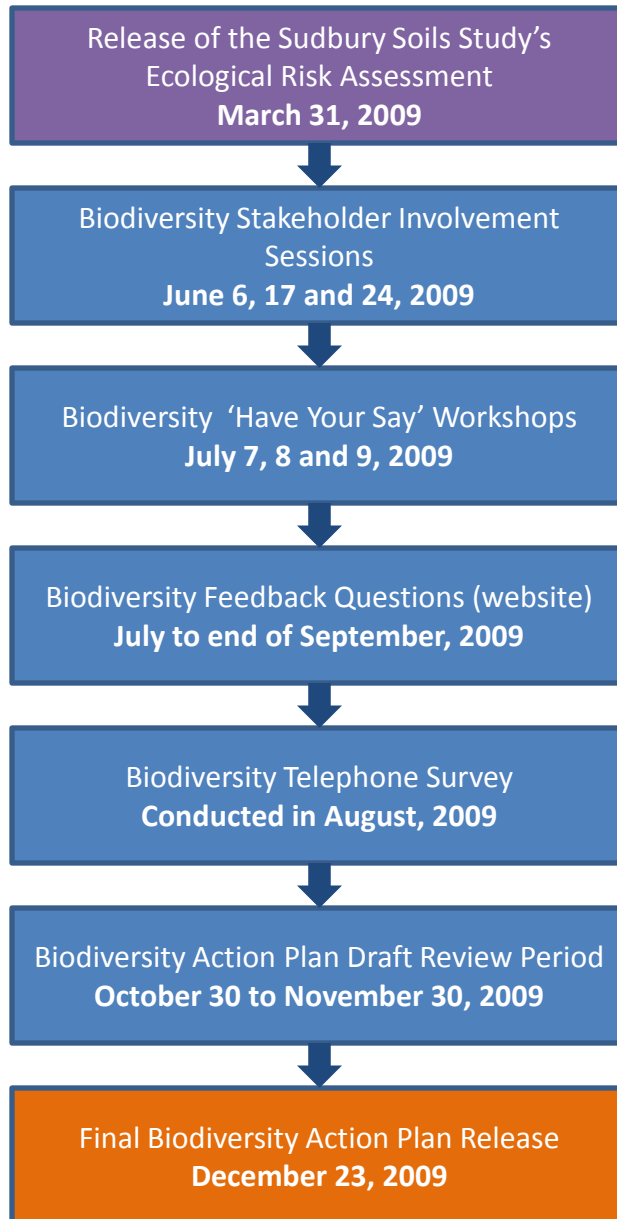 Release of the Sudbury Soils Study's
Ecological Risk Assessment
March 31, 2009
Biodiversity Stakeholder Involvement
Sessions
June 6, 17 and 24, 2009
Biodiversity 'Have Your Say' Workshops
July 7, 8 and 9, 2009
Biodiversity Feedback Questions (website)
July to end of September, 2009
Biodiversity Telephone Survey
Conducted in August, 2009
Biodiversity Action Plan Draft Review Period
October 30 to November 30, 2009
Final Biodiversity Action Plan Release
December 23, 2009